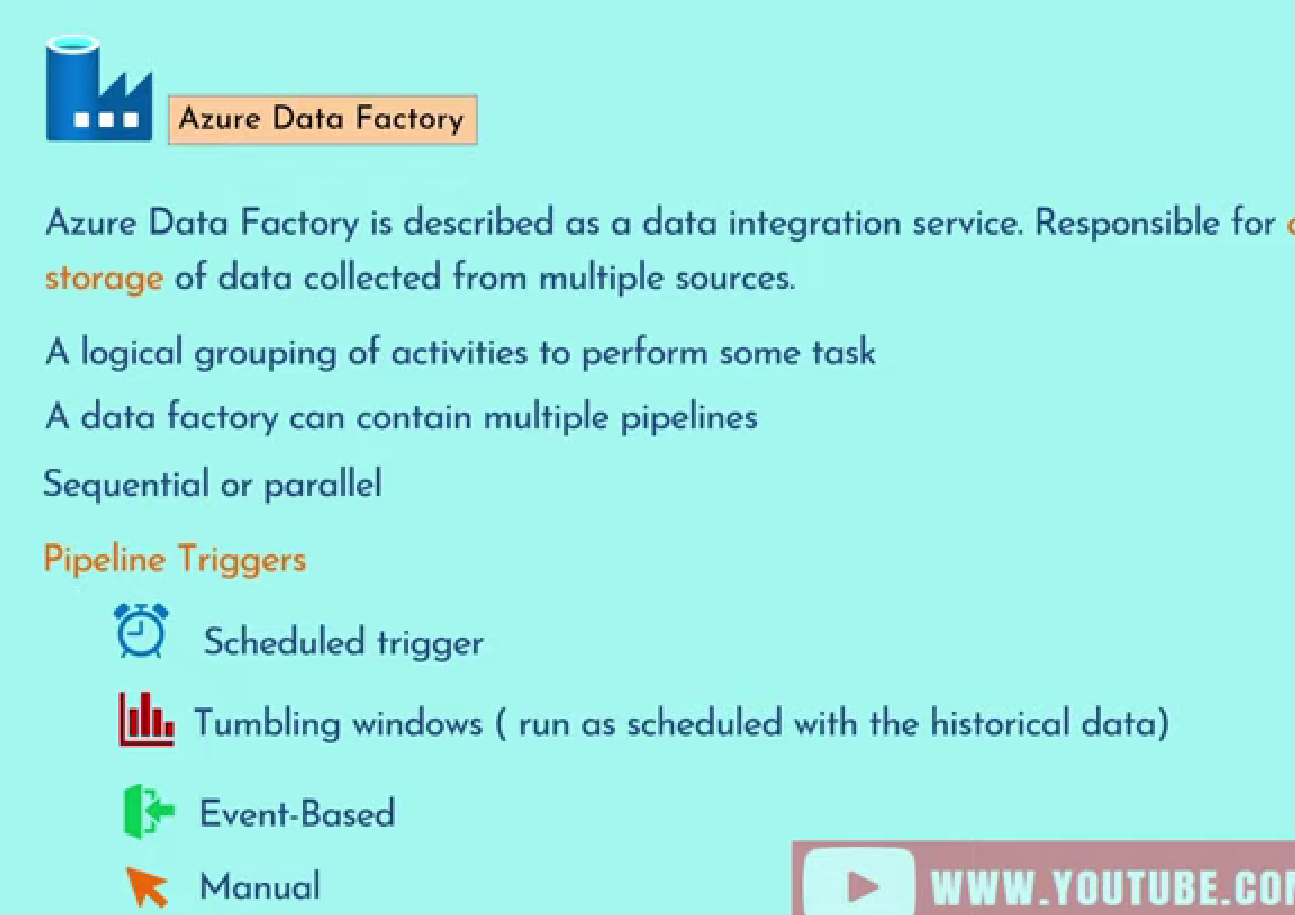 Azure Data Factory
Azure Data Factory is described as a data integration service. Responsible for
storage of data collected from multiple sources.
A logical grouping of activities to perform some task
A data factory can contain multiple pipelines
Sequential or parallel
Pipeline Triggers
Scheduled trigger
Tumbling windows ( run as scheduled with the historical data)
Event-Based
Manual
WWW.YOUTUBE.CO